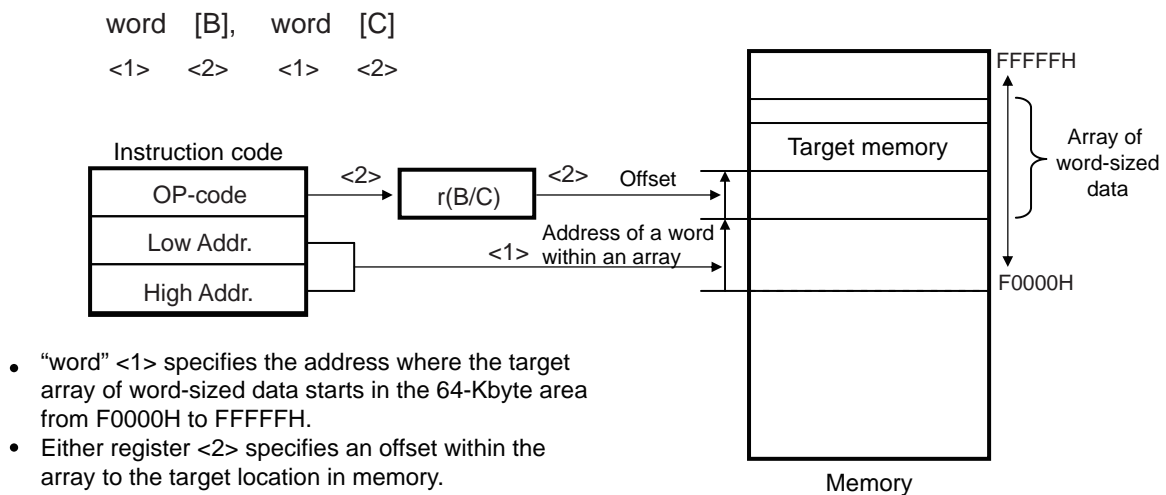 word [B], word [C]
<1> <2> <1> <2>
Instruction code
OP-code
Low Addr.
High Addr.
<2>
r(B/C)
<2>
Offset
<1>
Address of a word
within an array
Target memory
FFFFFH
Array of
word-sized
data
F0000H
Memory
• “word” <1> specifies the address where the target
array of word-sized data starts in the 64-Kbyte area
from F0000H to FFFFFH.
• Either register <2> specifies an offset within the
array to the target location in memory.